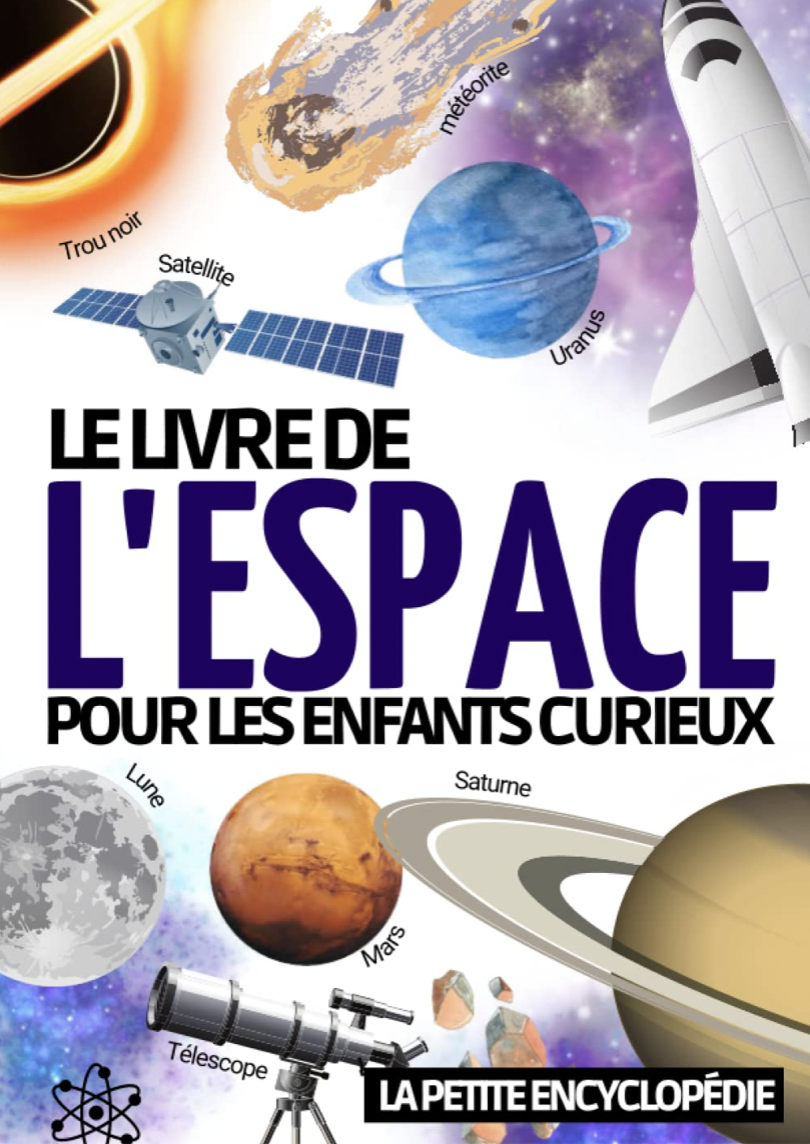 météorite
Trou noir
Satellite
Uranus
LE LIVRE DE
L'ESPACE
POUR LES ENFANTS CURIEUX
Lune
Saturne
Mars
Télescope
LA PETITE ENCYCLOPÉDIE